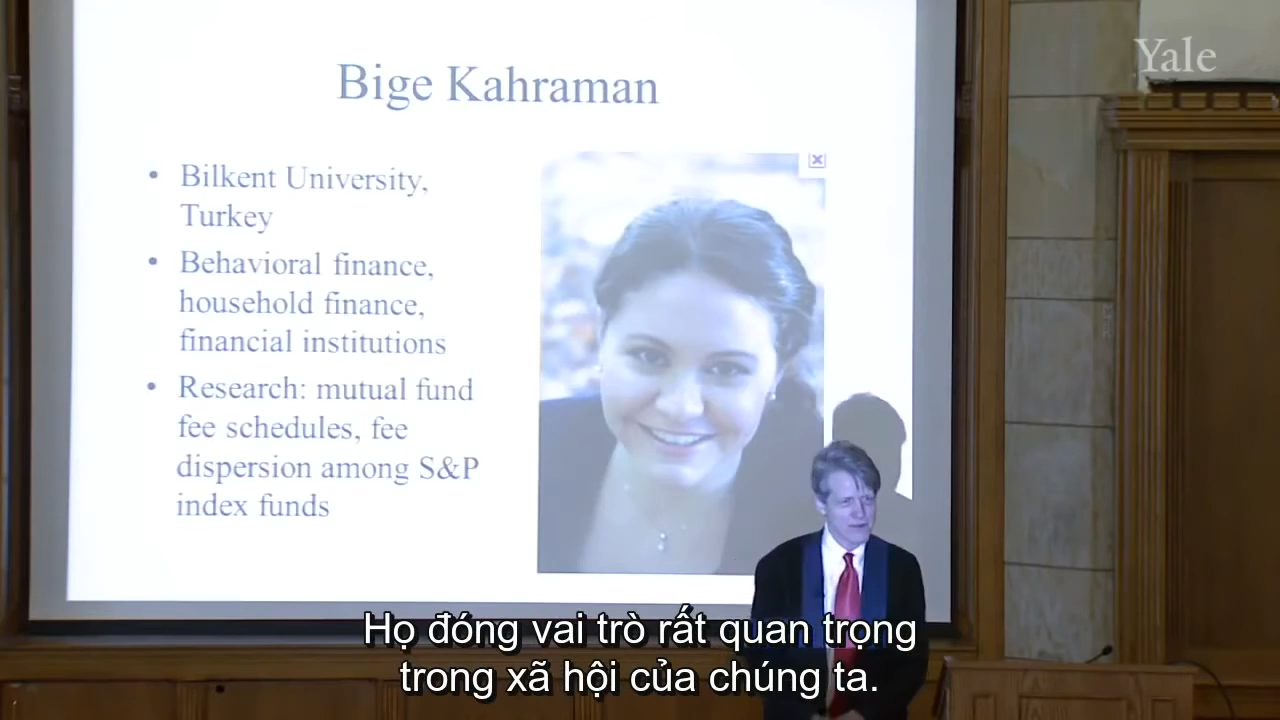 Yale
Bige Kahraman
• Bilkent University,
Turkey
• Behavioral finance,
household finance,
financial institutions
• Research: mutual fund
fee schedules, fee
dispersion among S&P
index funds
Họ đóng vai trò rất quan trọng
trong xã hội của chúng ta.